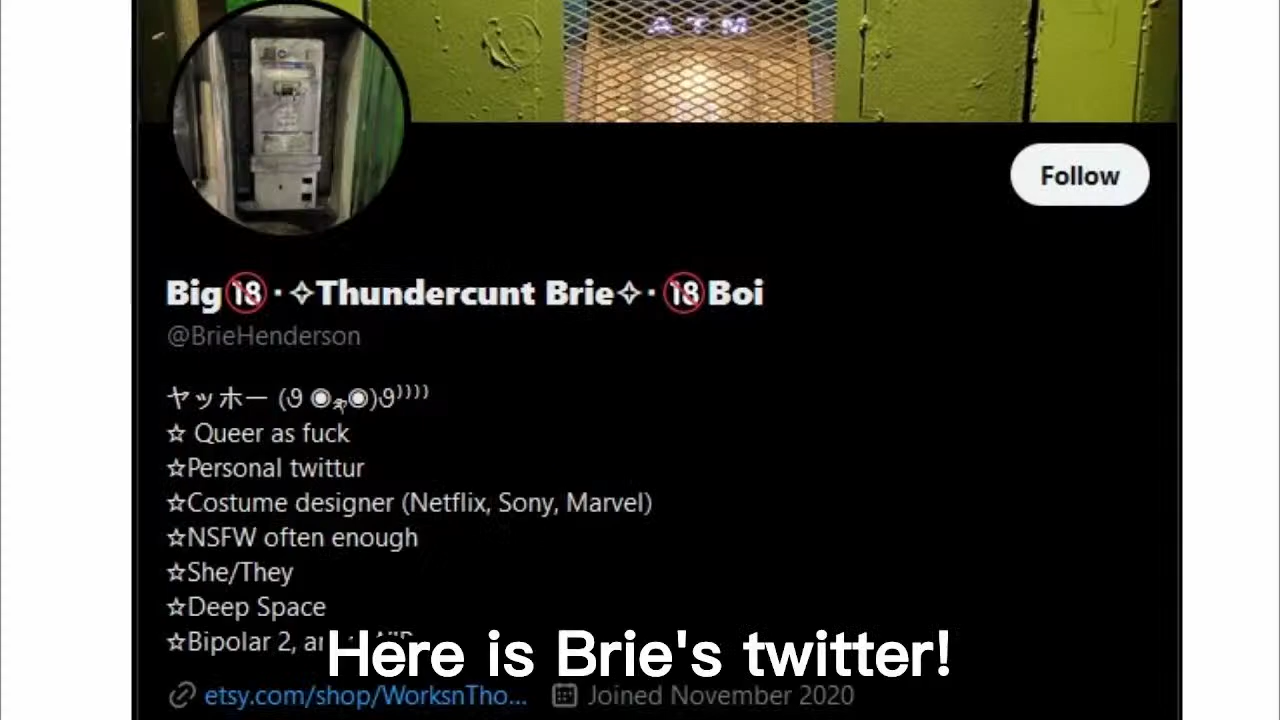 ATM
Follow
Big🔞·✧Thundercunt Brie✧·🔞Boi
@BrieHenderson
ヤッホー (୨ ◉ʚ◉)୨⁾⁾⁾⁾
☆ Queer as fuck
☆Personal twittur
☆Costume designer (Netflix, Sony, Marvel)
☆NSFW often enough
☆She/They
☆Deep Space
☆Bipolar 2,
Here is Brie's twitter!
etsy.com/shop/WorksnTho... Joined November 2020